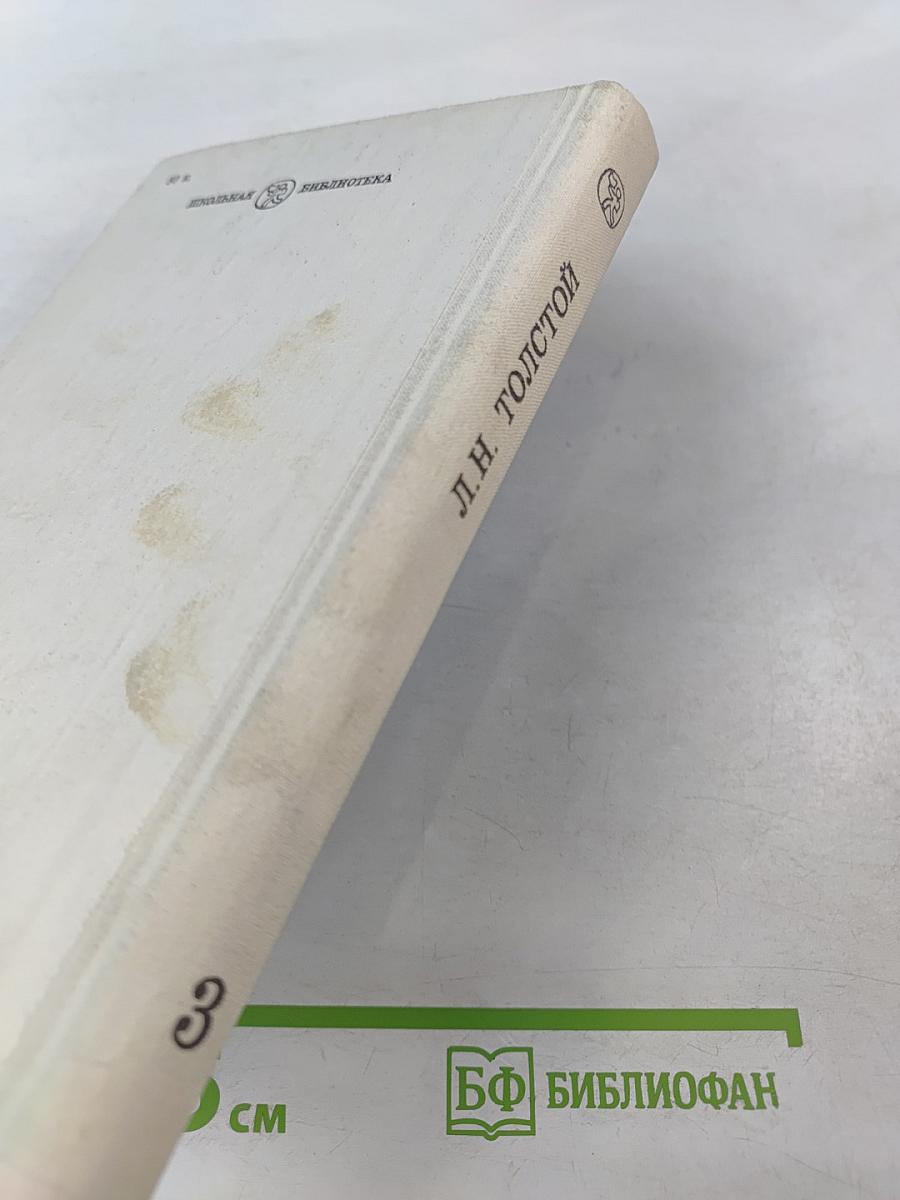 ШКОЛЬНАЯ БИБЛИОТЕКА
Л.Н. ТОЛСТОЙ
3
см
БФ БИБЛИОФАН